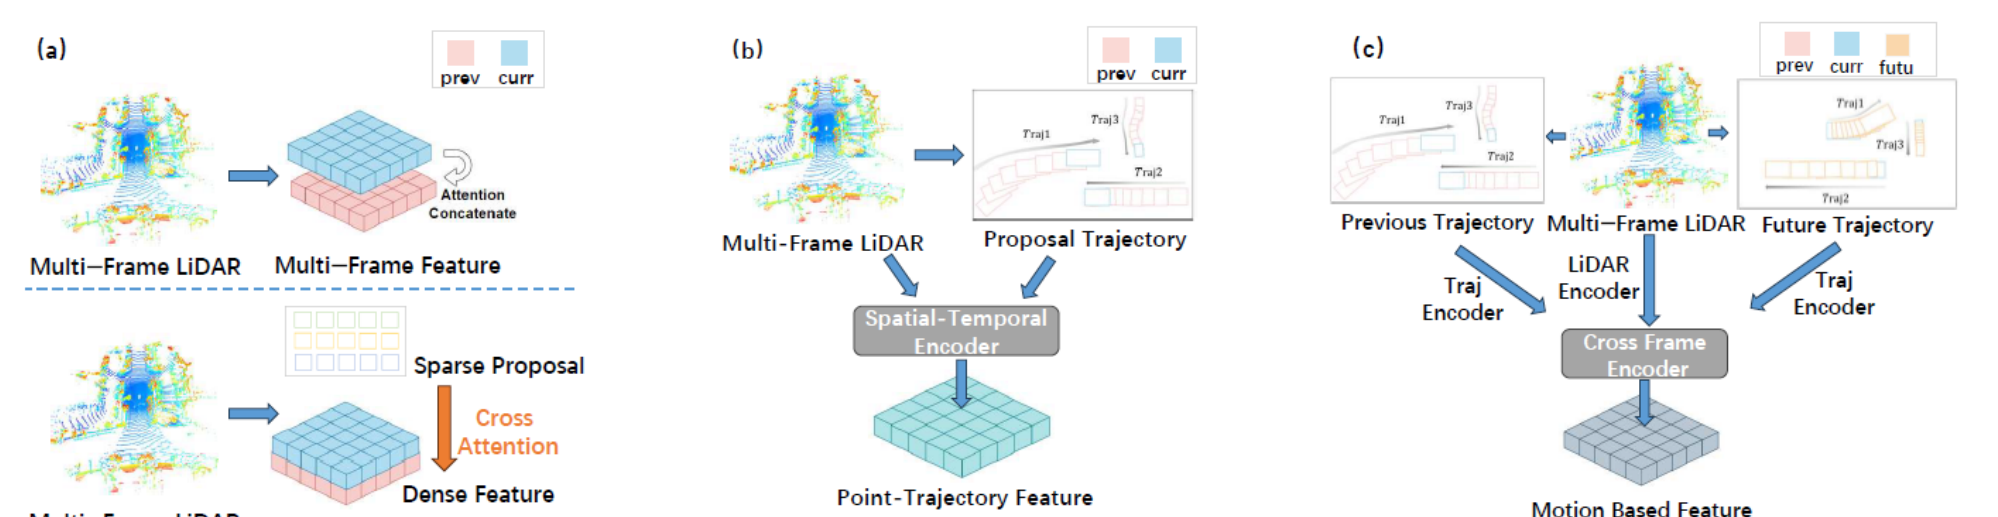 (a)
prev curr
Attention
Concatenate
Multi-Frame LiDAR
Multi-Frame Feature
Sparse Proposal
Cross
Attention
Dense Feature
Multi-Frame LiDAR
(b)
prev curr
Traj1
Traj3
Traj2
Multi-Frame LiDAR
Proposal Trajectory
Spatial-Temporal
Encoder
Point-Trajectory Feature
(c)
prev curr futu
Traj1
Traj3
Traj2
Traj1
Traj3
Traj2
Previous Trajectory
Multi-Frame LiDAR
Future Trajectory
Traj
Encoder
LiDAR
Encoder
Traj
Encoder
Cross Frame
Encoder
Motion Based Feature